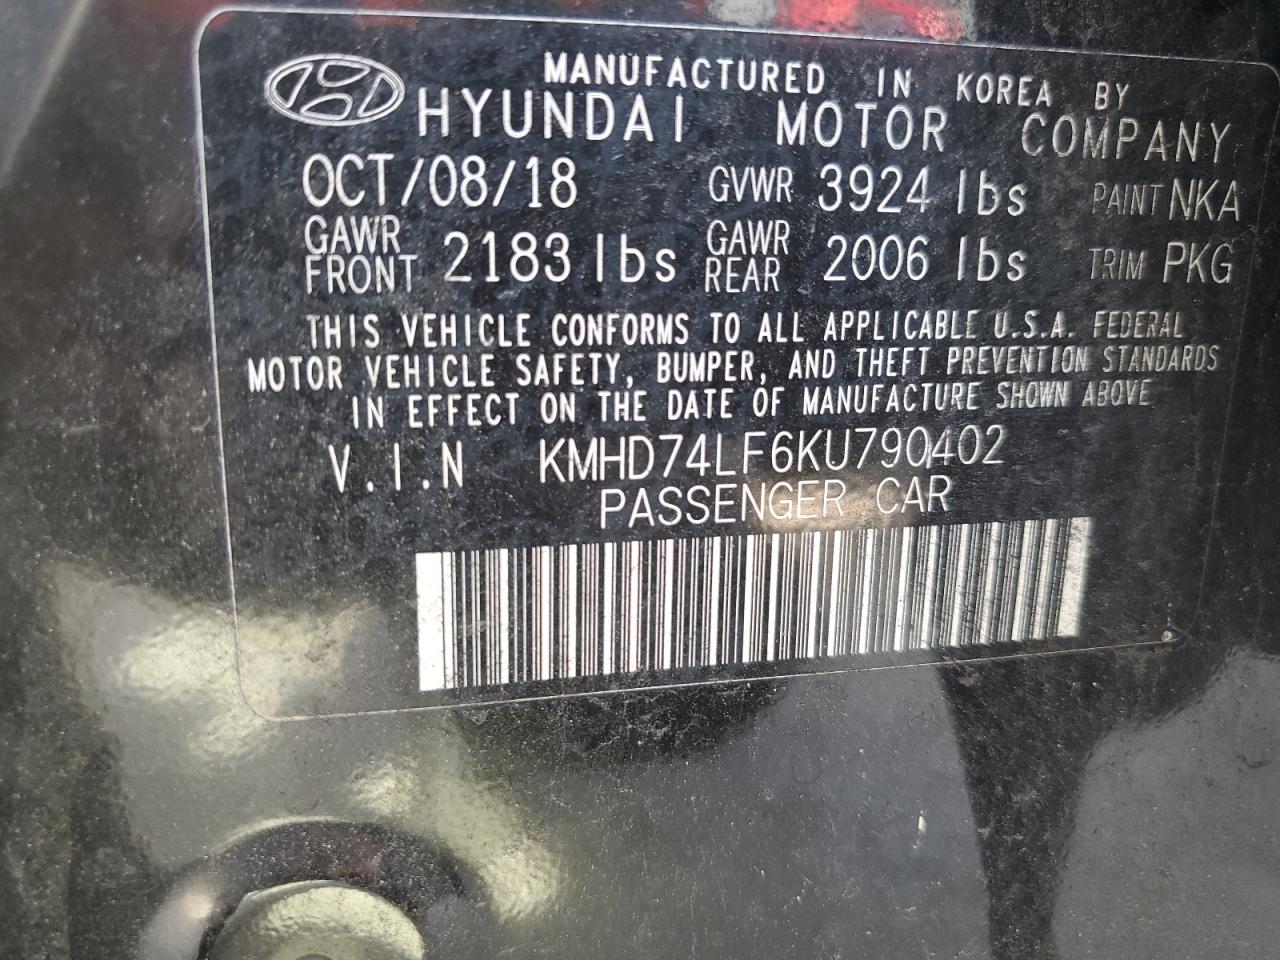 MANUFACTURED IN KOREA BY
HYUNDAI MOTOR COMPANY
OCT/08/18 GVWR 3924 lbs PAINT NKA
GAWR FRONT 2183 lbs GAWR REAR 2006 lbs TRIM PKG
THIS VEHICLE CONFORMS TO ALL APPLICABLE U.S.A. FEDERAL
MOTOR VEHICLE SAFETY, BUMPER, AND THEFT PREVENTION STANDARDS
IN EFFECT ON THE DATE OF MANUFACTURE SHOWN ABOVE
V.I.N KMHD74LF6KU790402
PASSENGER CAR